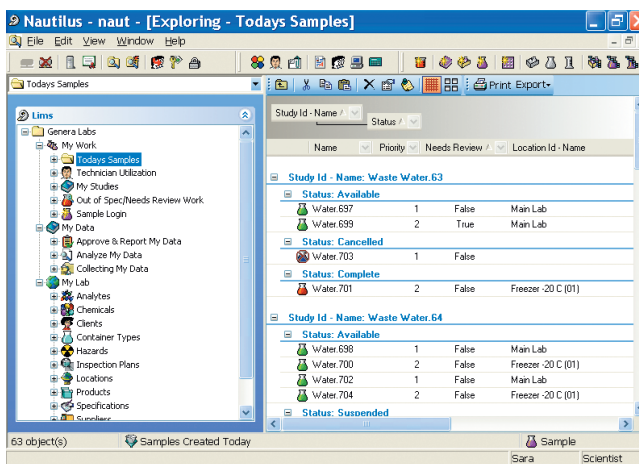 Nautilus - naut - [Exploring - Todays Samples]
File Edit View Window Help
Todays Samples
Print Export
Lims
Genera Labs
My Work
Todays Samples
Technician Utilization
My Studies
Out of Spec/Needs Review Work
Sample Login
My Data
Approve & Report My Data
Analyze My Data
Collecting My Data
My Lab
Analytes
Chemicals
Clients
Container Types
Hazards
Inspection Plans
Locations
Products
Specifications
Suppliers
Study Id - Name /
Status /
Name Priority Needs Review / Location Id - Name
Study Id - Name: Waste Water.63
Status: Available
Water.697 1 False Main Lab
Water.699 2 True Main Lab
Status: Cancelled
Water.703 1 False
Status: Complete
Water.701 2 False Freezer -20 C (01)
Study Id - Name: Waste Water.64
Status: Available
Water.698 1 False Main Lab
Water.700 2 False Freezer -20 C (01)
Water.702 1 False Main Lab
Water.704 2 False Freezer -20 C (01)
Status: Suspended
63 object(s) Samples Created Today Sample
Sara Scientist